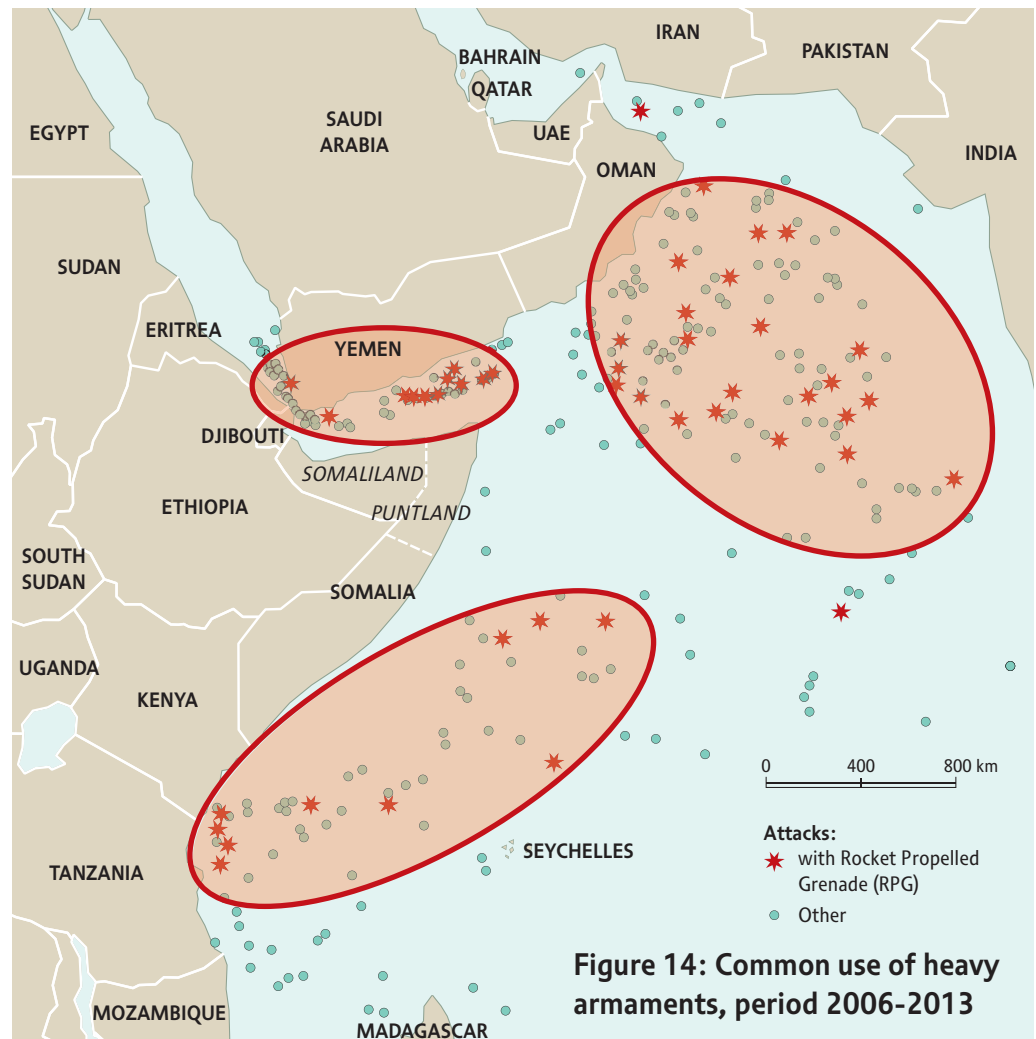 IRAN
PAKISTAN
BAHRAIN
QATAR
EGYPT
SAUDI
ARABIA
UAE
INDIA
OMAN
SUDAN
ERITREA
YEMEN
DJIBOUTI
SOMALILAND
ETHIOPIA
PUNTLAND
SOUTH
SUDAN
SOMALIA
UGANDA
KENYA
0 400 800 km
Attacks:
with Rocket Propelled
Grenade (RPG)
Other
SEYCHELLES
TANZANIA
Figure 14: Common use of heavy
armaments, period 2006-2013
MOZAMBIQUE
MADAGASCAR